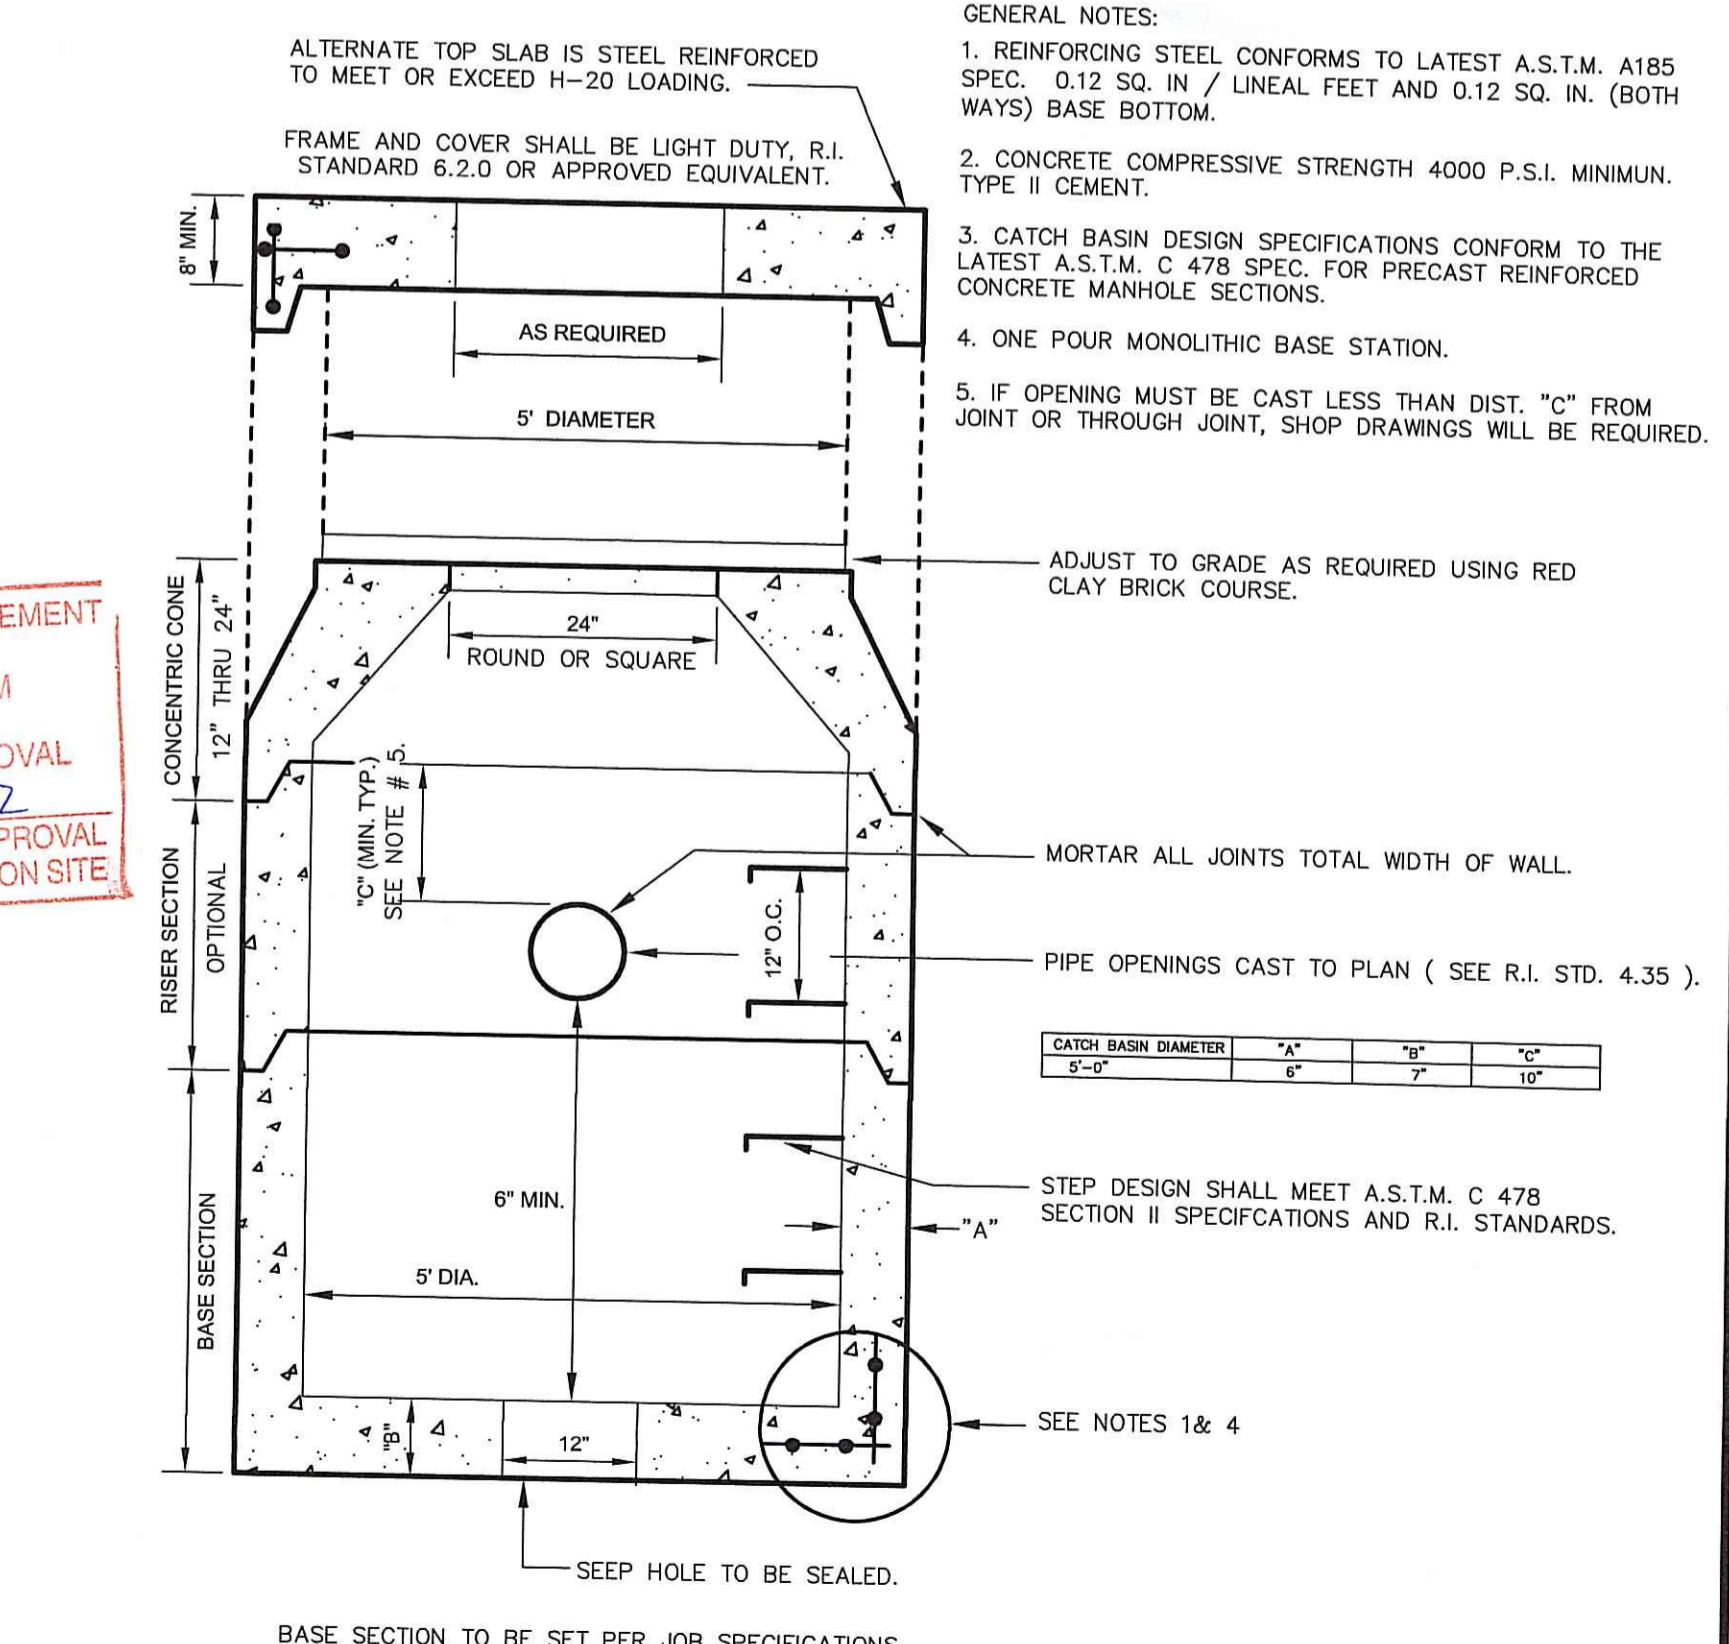 GENERAL NOTES:
1. REINFORCING STEEL CONFORMS TO LATEST A.S.T.M. A185
SPEC. 0.12 SQ. IN / LINEAL FEET AND 0.12 SQ. IN. (BOTH
WAYS) BASE BOTTOM.
2. CONCRETE COMPRESSIVE STRENGTH 4000 P.S.I. MINIMUN.
TYPE II CEMENT.
3. CATCH BASIN DESIGN SPECIFICATIONS CONFORM TO THE
LATEST A.S.T.M. C 478 SPEC. FOR PRECAST REINFORCED
CONCRETE MANHOLE SECTIONS.
4. ONE POUR MONOLITHIC BASE STATION.
5. IF OPENING MUST BE CAST LESS THAN DIST. "C" FROM
JOINT OR THROUGH JOINT, SHOP DRAWINGS WILL BE REQUIRED.
ALTERNATE TOP SLAB IS STEEL REINFORCED
TO MEET OR EXCEED H-20 LOADING.
FRAME AND COVER SHALL BE LIGHT DUTY, R.I.
STANDARD 6.2.0 OR APPROVED EQUIVALENT.
8" MIN.
AS REQUIRED
5' DIAMETER
ADJUST TO GRADE AS REQUIRED USING RED
CLAY BRICK COURSE.
CONCENTRIC CONE
12" THRU 24"
24"
ROUND OR SQUARE
"C" (MIN. TYP.)
SEE NOTE # 5.
EMENT
M
OVAL
2
PROVAL
ON SITE
RISER SECTION
OPTIONAL
12" O.C.
MORTAR ALL JOINTS TOTAL WIDTH OF WALL.
PIPE OPENINGS CAST TO PLAN ( SEE R.I. STD. 4.35 ).
CATCH BASIN DIAMETER "A" "B" "C"
5'-0" 6" 7" 10"
STEP DESIGN SHALL MEET A.S.T.M. C 478
SECTION II SPECIFCATIONS AND R.I. STANDARDS.
6" MIN.
"A"
BASE SECTION
5' DIA.
"B"
12"
SEE NOTES 1& 4
SEEP HOLE TO BE SEALED.
BASE SECTION TO BE SET PER JOB SPECIFICATIONS